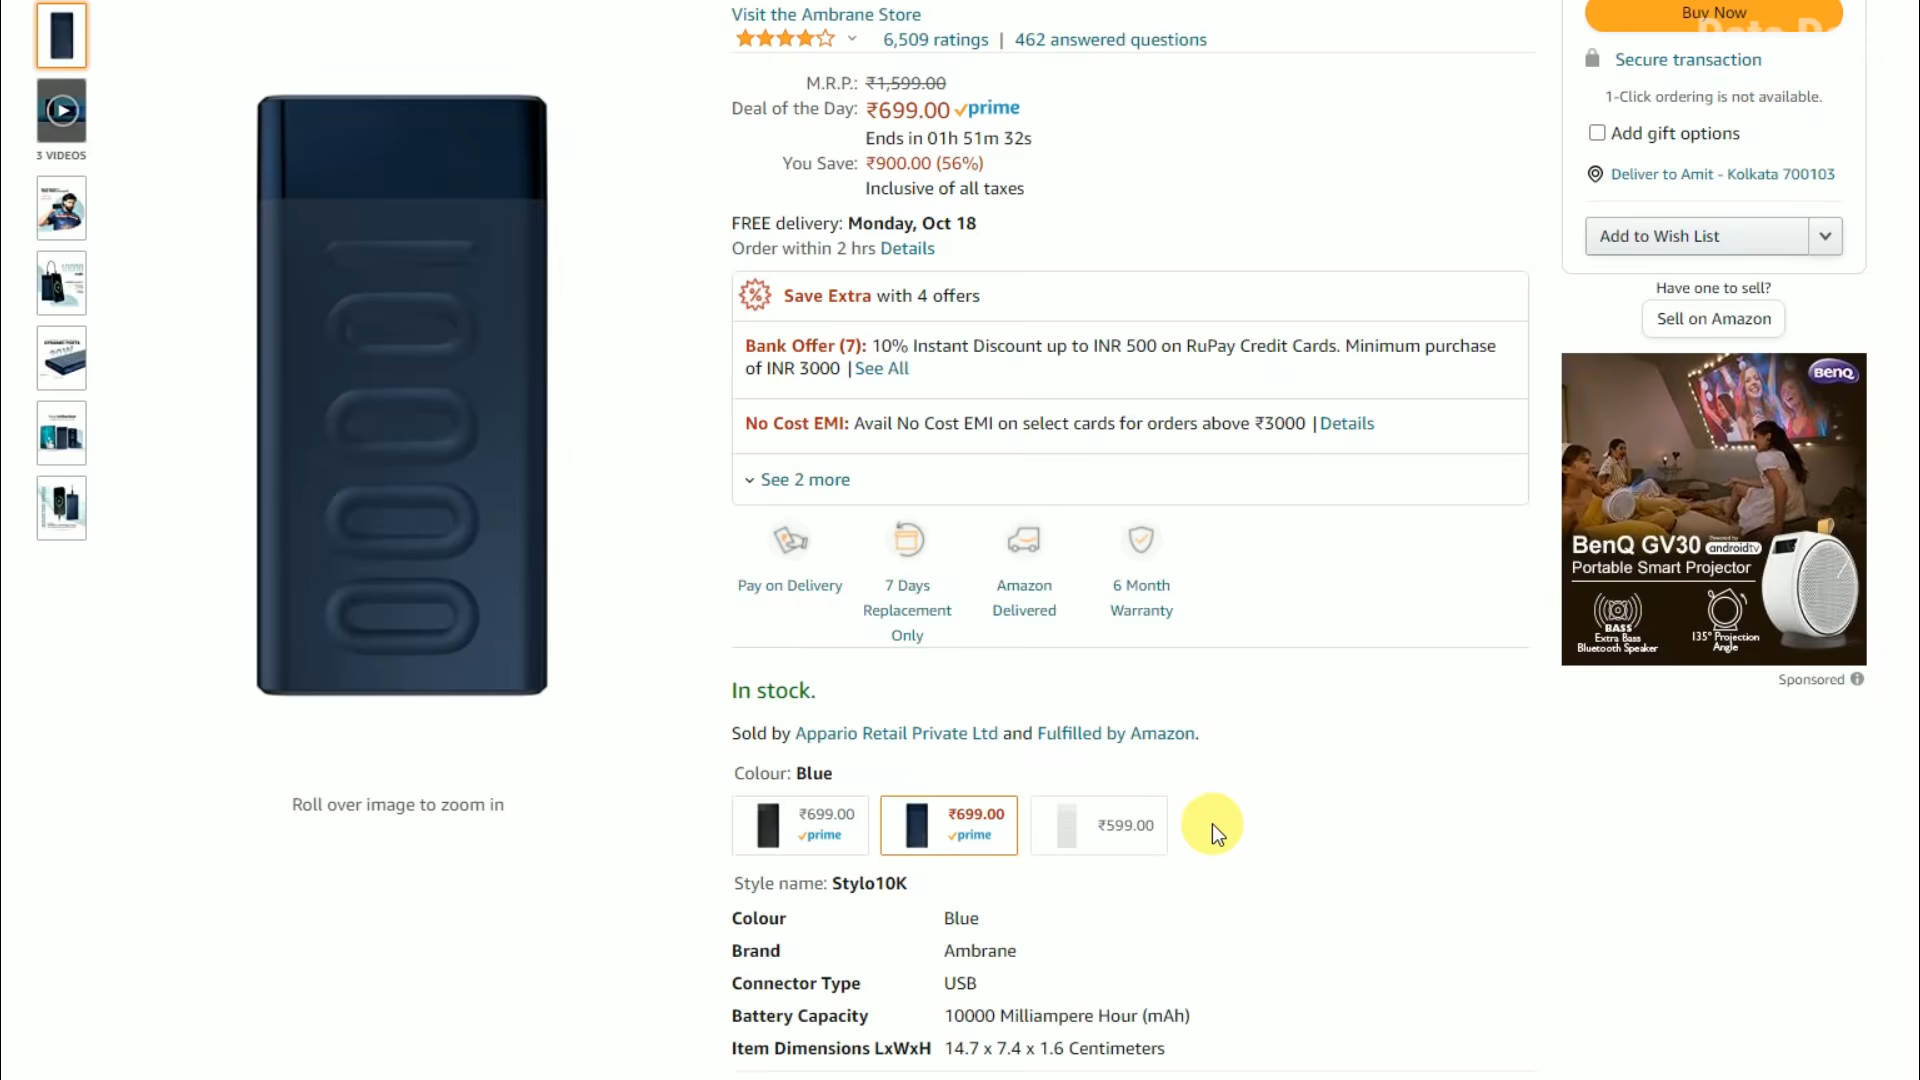 Visit the Ambrane Store
6,509 ratings | 462 answered questions
M.R.P.: ₹1,599.00
Deal of the Day: ₹699.00 prime
Ends in 01h 51m 32s
You Save: ₹900.00 (56%)
Inclusive of all taxes
FREE delivery: Monday, Oct 18
Order within 2 hrs Details
Save Extra with 4 offers
Bank Offer (7): 10% Instant Discount up to INR 500 on RuPay Credit Cards. Minimum purchase
of INR 3000 | See All
No Cost EMI: Avail No Cost EMI on select cards for orders above ₹3000 | Details
See 2 more
Pay on Delivery
7 Days
Replacement
Only
Amazon
Delivered
6 Month
Warranty
In stock.
Sold by Appario Retail Private Ltd and Fulfilled by Amazon.
Colour: Blue
₹699.00
prime
₹699.00
prime
₹599.00
Style name: Stylo10K
Colour Blue
Brand Ambrane
Connector Type USB
Battery Capacity 10000 Milliampere Hour (mAh)
Item Dimensions LxWxH 14.7 x 7.4 x 1.6 Centimeters
3 VIDEOS
10000
Roll over image to zoom in
Buy Now
Secure transaction
1-Click ordering is not available.
Add gift options
Deliver to Amit - Kolkata 700103
Add to Wish List
Have one to sell?
Sell on Amazon
BenQ
BenQ GV30 Powered by androidtv
Portable Smart Projector
BASS
Extra Bass
Bluetooth Speaker
135° Projection
Angle
Sponsored